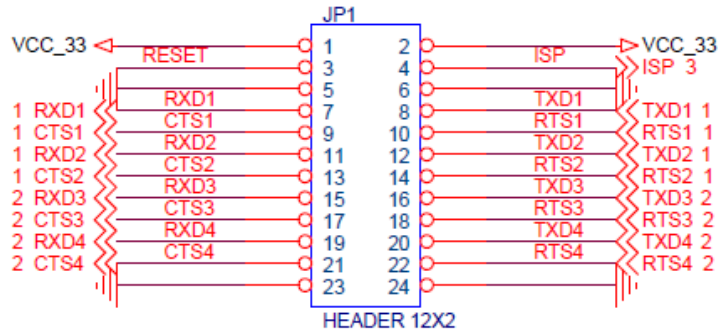 JP1
VCC_33 1 2 VCC_33
RESET 3 4 ISP ISP 3
5 6
RXD1 7 8 TXD1
1 RXD1 TXD1 1
CTS1 9 10 RTS1
1 CTS1 RTS1 1
RXD2 11 12 TXD2
1 RXD2 TXD2 1
CTS2 13 14 RTS2
1 CTS2 RTS2 1
RXD3 15 16 TXD3
2 RXD3 TXD3 2
CTS3 17 18 RTS3
2 CTS3 RTS3 2
RXD4 19 20 TXD4
2 RXD4 TXD4 2
CTS4 21 22 RTS4
2 CTS4 RTS4 2
23 24
HEADER 12X2